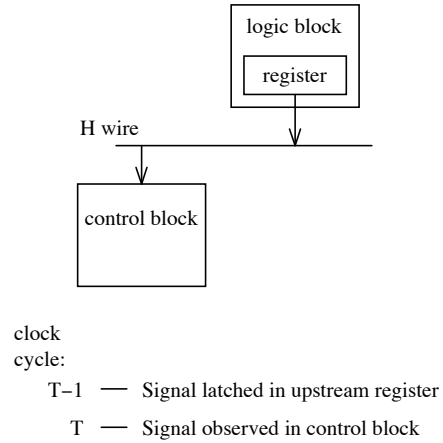 logic block
register
H wire
control block
clock
cycle:
T−1 — Signal latched in upstream register
T — Signal observed in control block